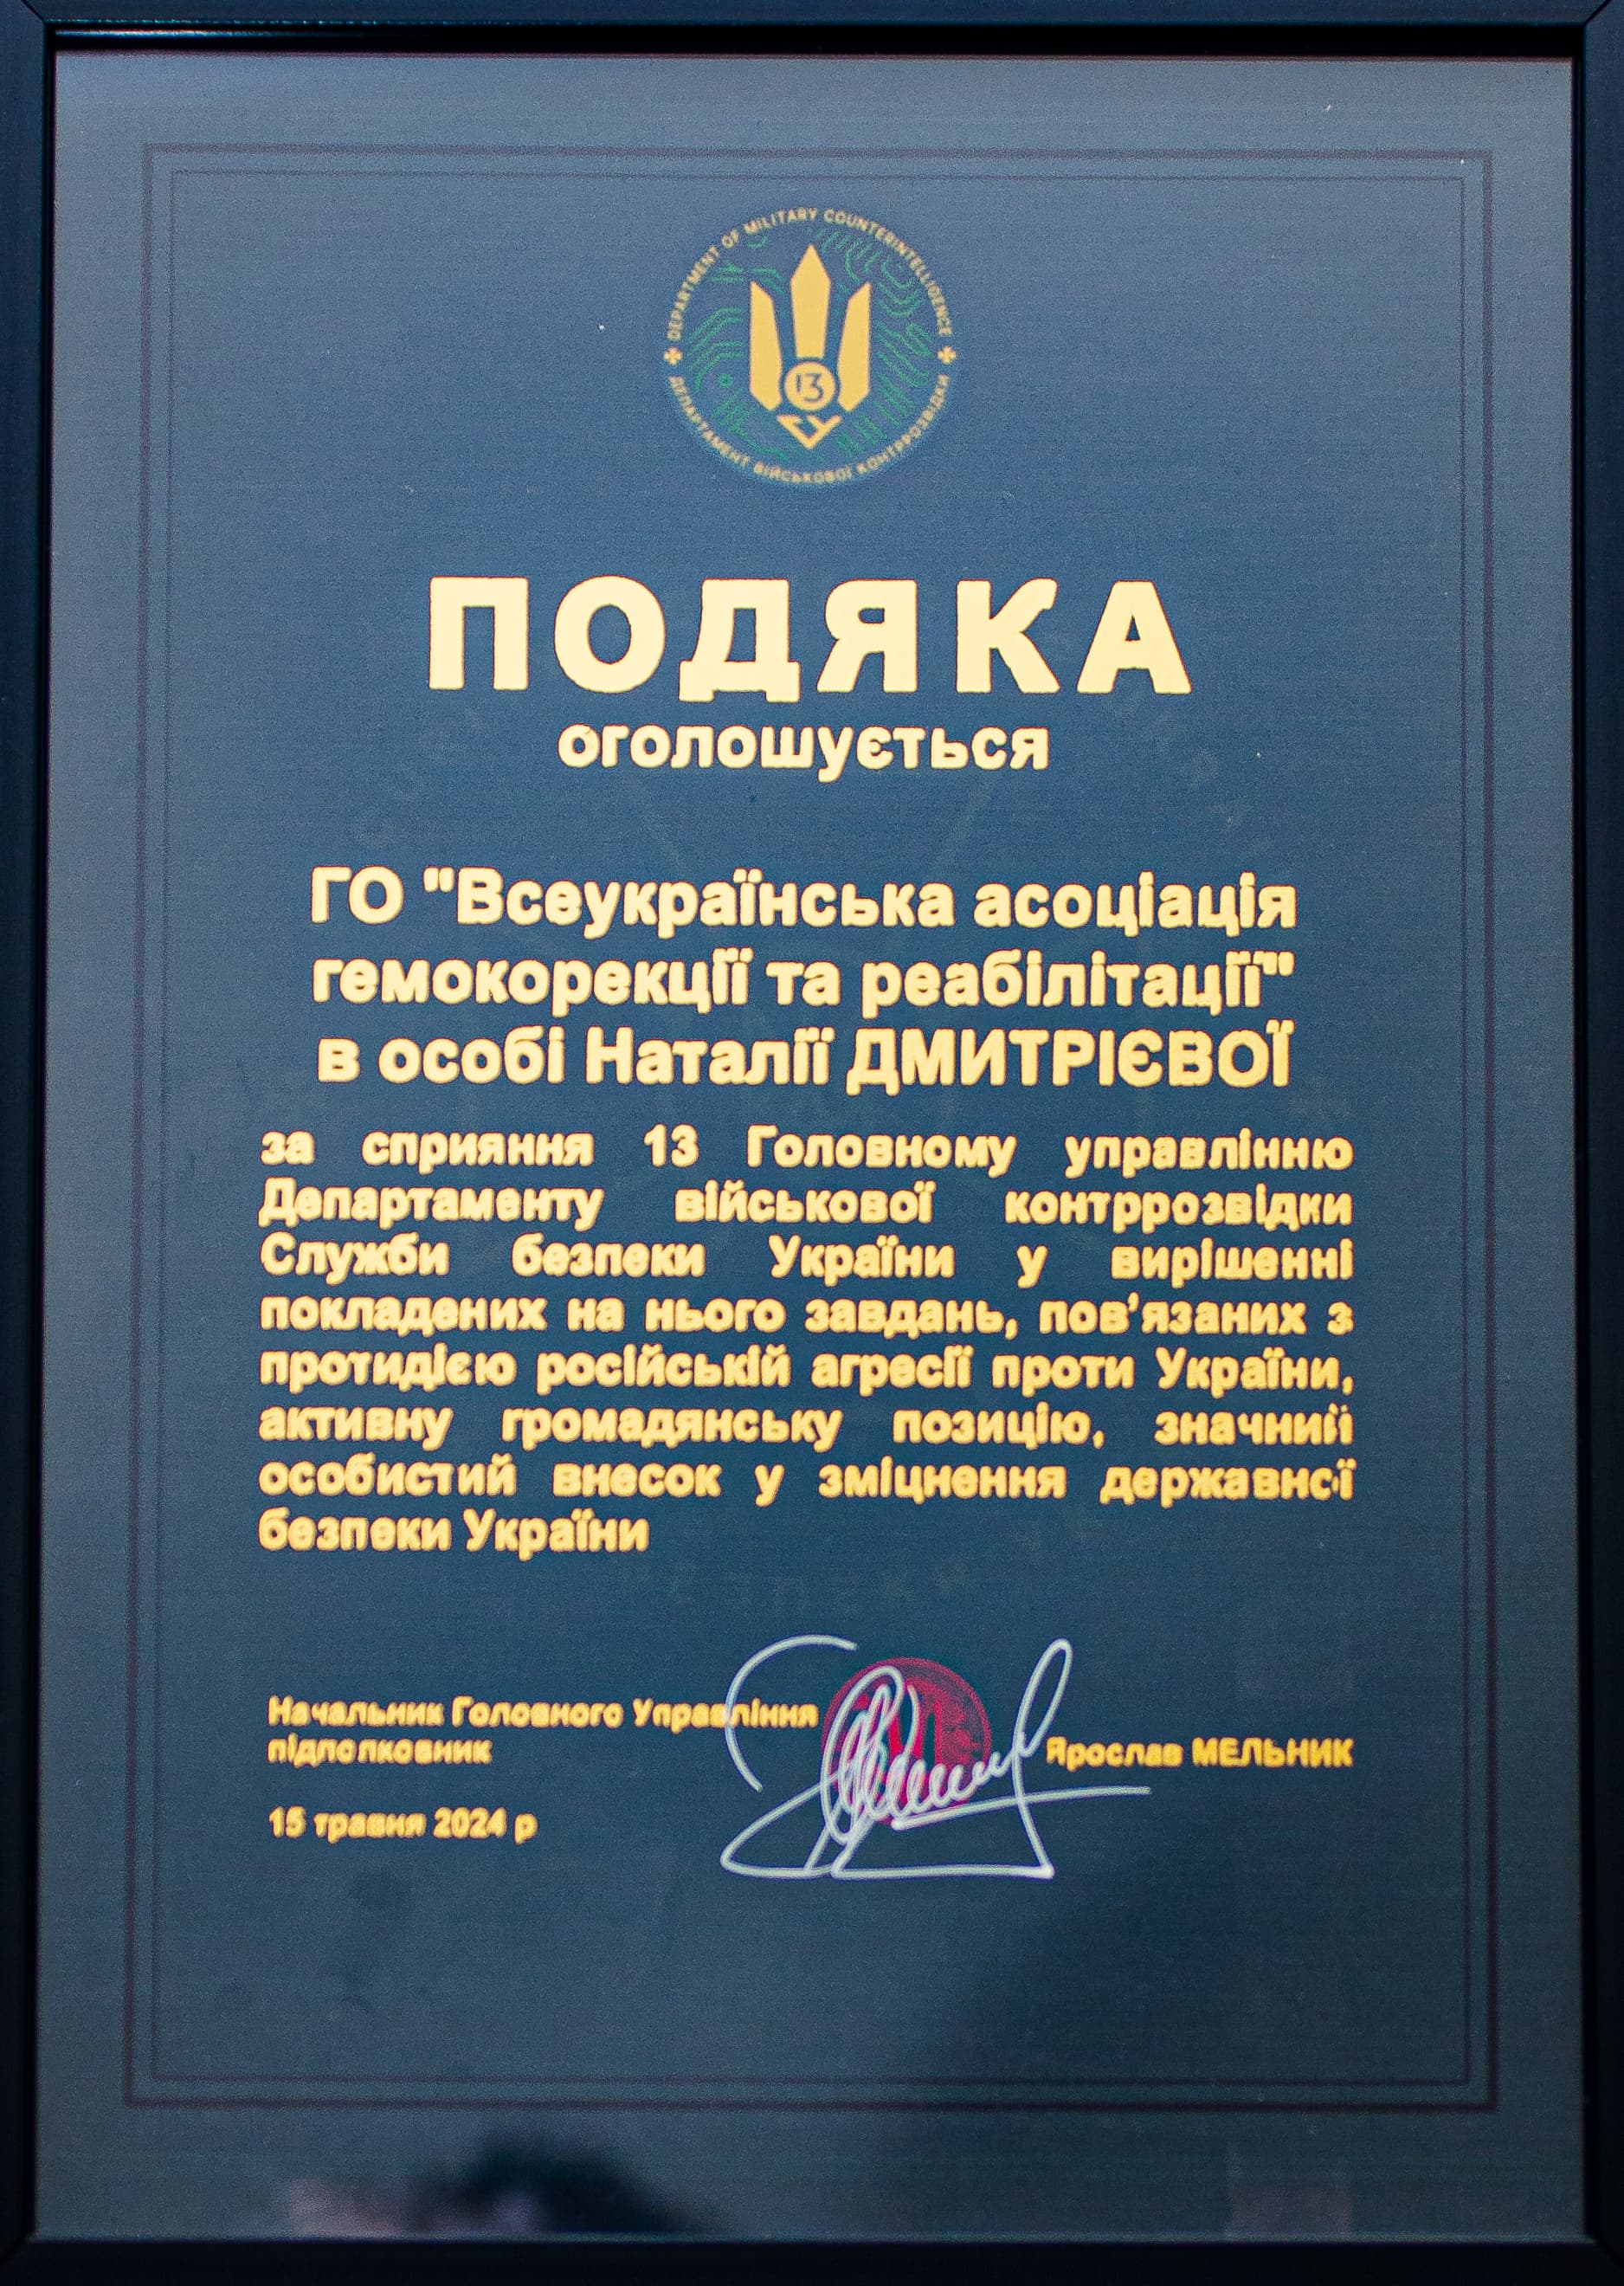 DEPARTMENT OF MILITARY COUNTERINTELLIGENCE
13
ДЕПАРТАМЕНТ ВІЙСЬКОВОЇ КОНТРРОЗВІДКИ
ПОДЯКА
оголошується
ГО "Всеукраїнська асоціація
гемокорекції та реабілітації"
в особі Наталії ДМИТРІЄВОЇ
за сприяння 13 Головному управлінню
Департаменту військової контррозвідки
Служби безпеки України у вирішенні
покладених на нього завдань, пов’язаних з
протидією російській агресії проти України,
активну громадянську позицію, значний
особистий внесок у зміцнення державної
безпеки України
Начальник Головного Управління
підполковник
Ярослав МЕЛЬНИК
15 травня 2024 р